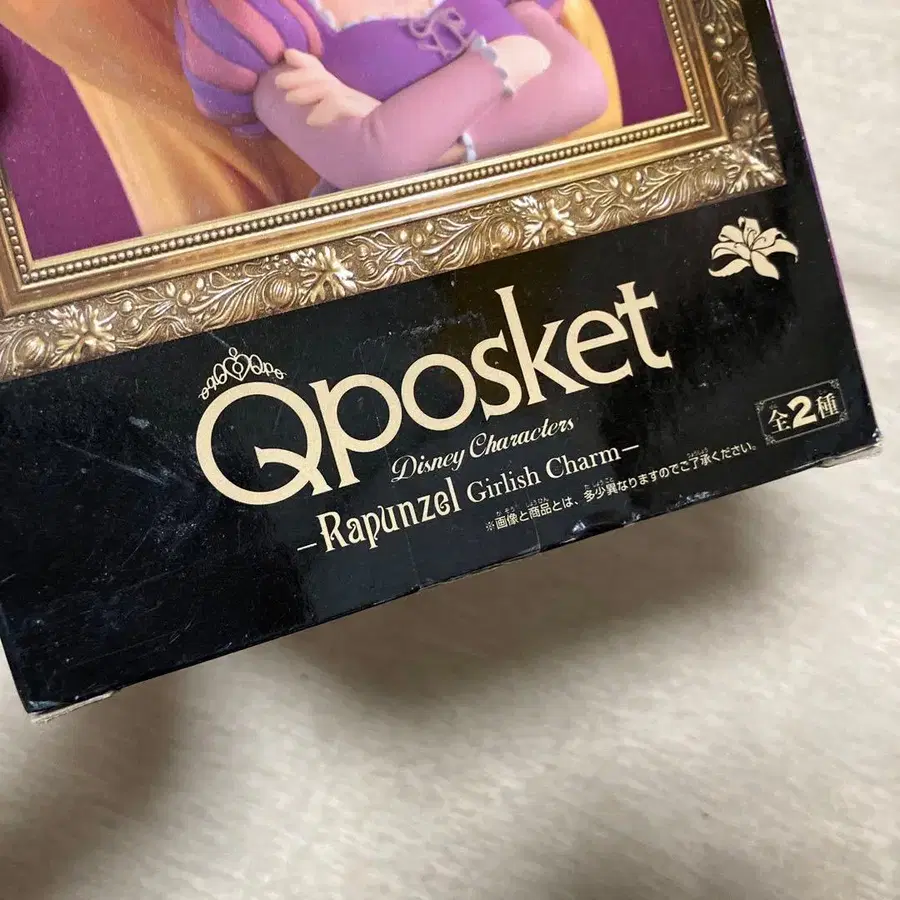 Qposket
Disney Characters
-Rapunzel Girlish Charm-
全2種
※画像と商品とは、多少異なりますのでご了承ください。